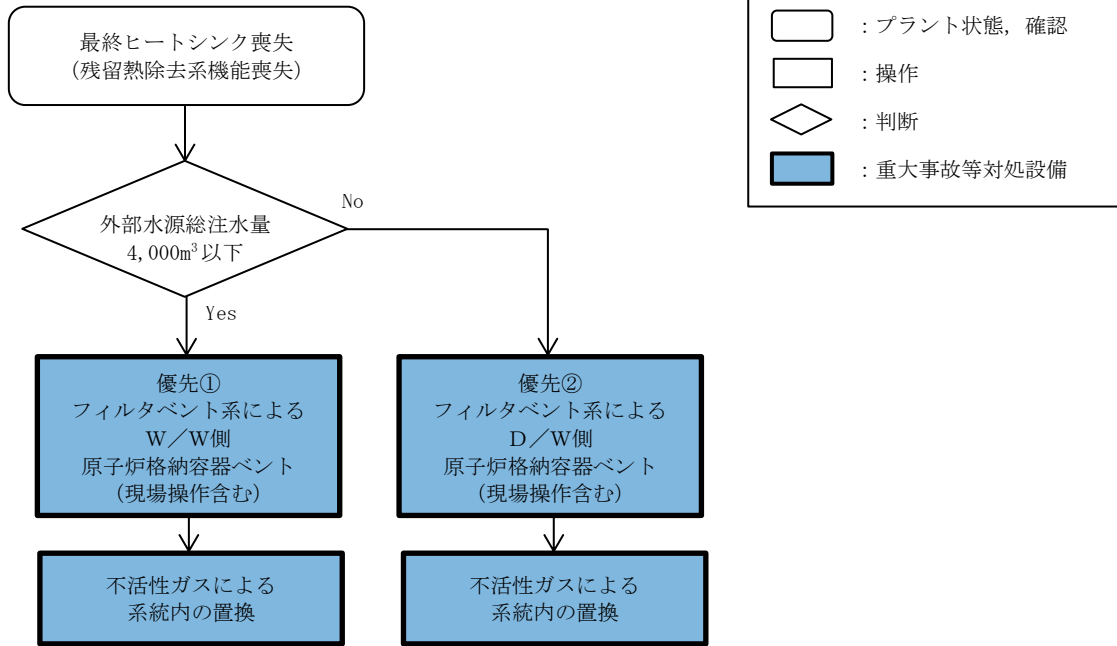 最終ヒートシンク喪失
(残留熱除去系機能喪失)
外部水源総注水量
4,000m³以下
No
Yes
優先①
フィルタベント系による
W／W側
原子炉格納容器ベント
(現場操作含む)
優先②
フィルタベント系による
D／W側
原子炉格納容器ベント
(現場操作含む)
不活性ガスによる
系統内の置換
不活性ガスによる
系統内の置換
：プラント状態，確認
：操作
：判断
：重大事故等対処設備